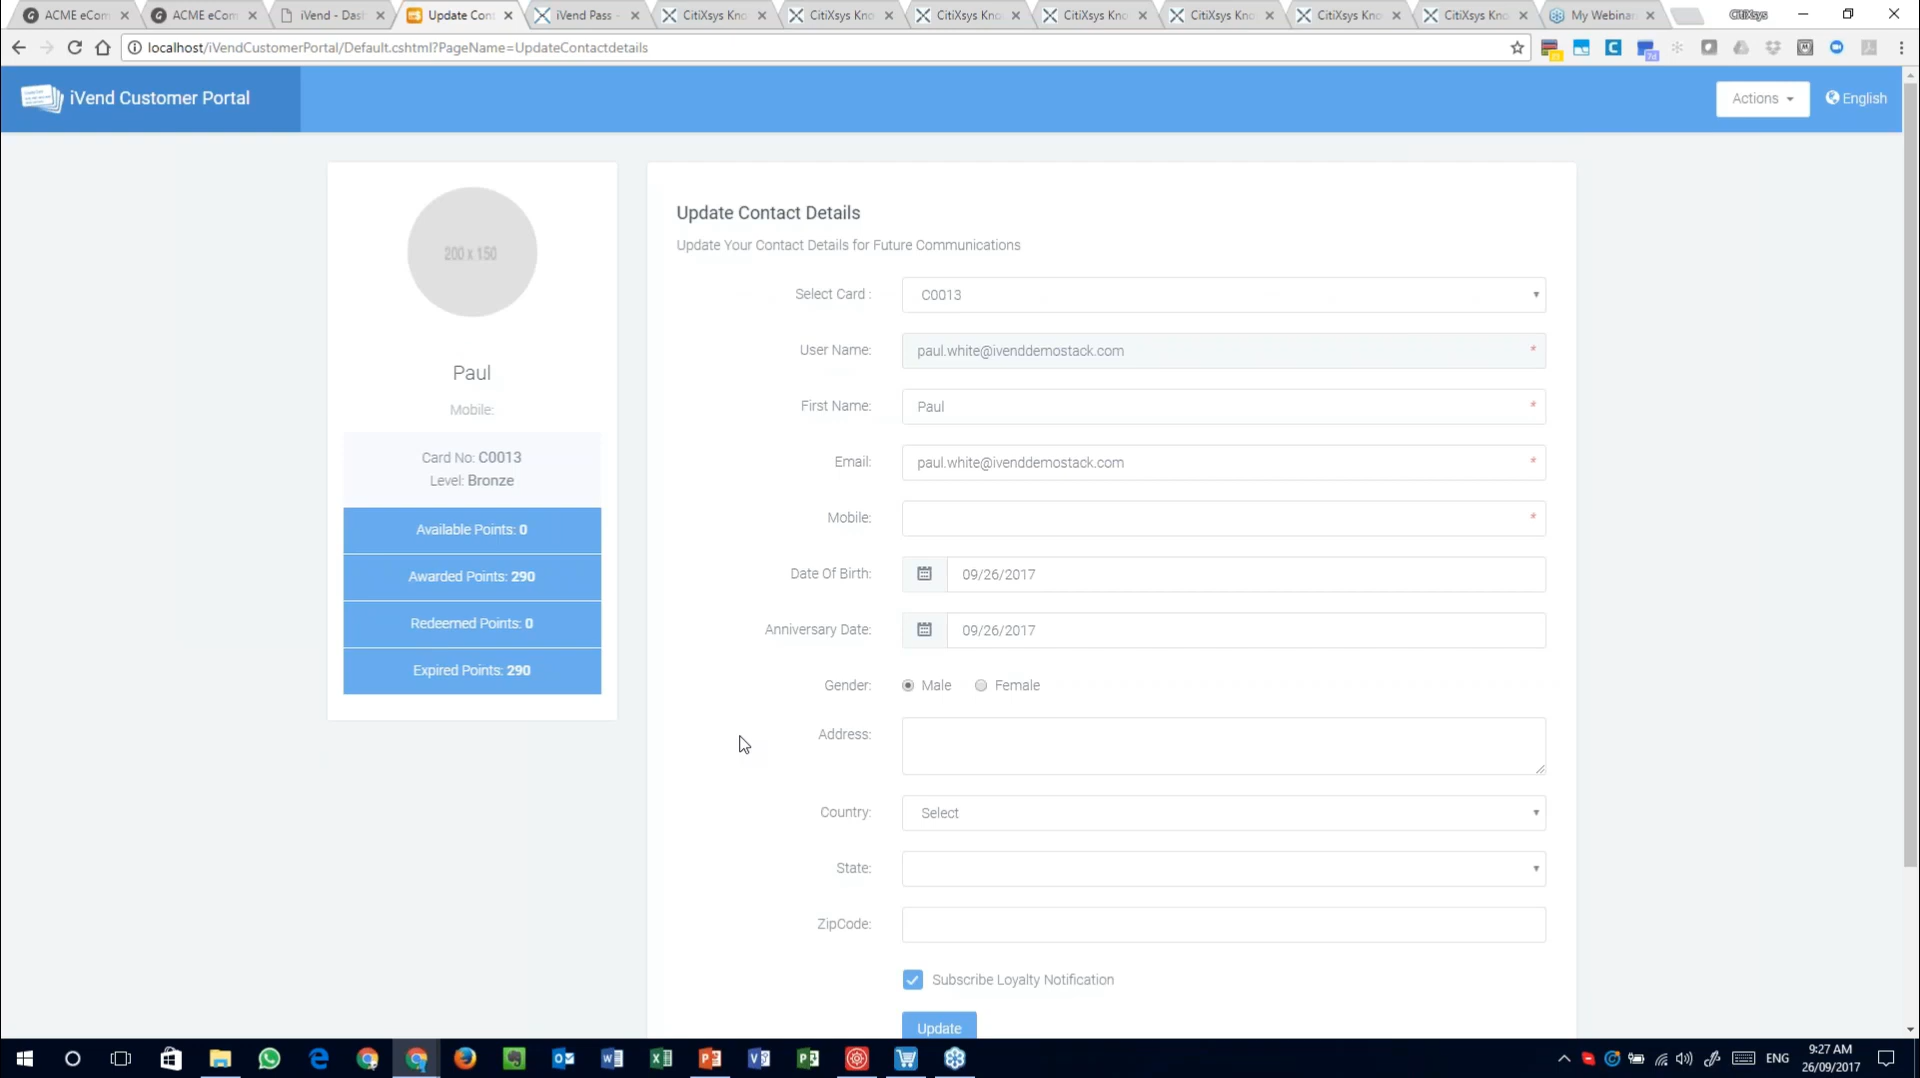 ACME eCom
ACME eCom
iVend - Dash
Update Cont
iVend Pass -
CitiXsys Kno
CitiXsys Kno
CitiXsys Kno
CitiXsys Kno
CitiXsys Kno
CitiXsys Kno
CitiXsys Kno
My Webinar
CitiXsys
localhost/iVendCustomerPortal/Default.cshtml?PageName=UpdateContactdetails
iVend Customer Portal
Actions
English
200 x 150
Paul
Mobile:
Card No: C0013
Level: Bronze
Available Points: 0
Awarded Points: 290
Redeemed Points: 0
Expired Points: 290
Update Contact Details
Update Your Contact Details for Future Communications
Select Card : C0013
User Name: paul.white@ivenddemostack.com *
First Name: Paul *
Email: paul.white@ivenddemostack.com *
Mobile: *
Date Of Birth: 09/26/2017
Anniversary Date: 09/26/2017
Gender: Male Female
Address:
Country: Select
State:
ZipCode:
Subscribe Loyalty Notification
Update
ENG
9:27 AM
26/09/2017